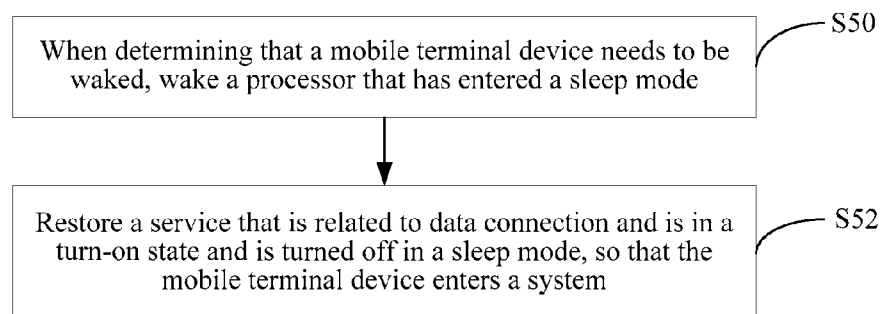 When determining that a mobile terminal device needs to be
waked, wake a processor that has entered a sleep mode
S50
Restore a service that is related to data connection and is in a
turn-on state and is turned off in a sleep mode, so that the
mobile terminal device enters a system
S52